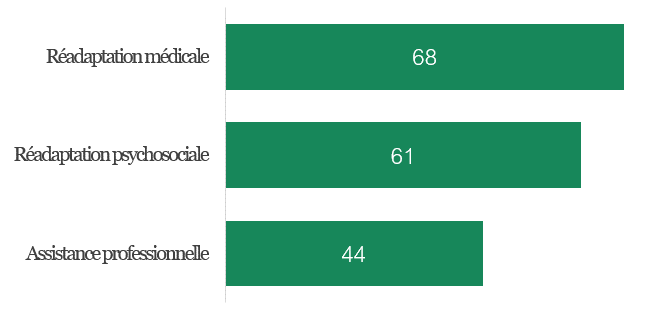 Réadaptation médicale
68
Réadaptation psychosociale
61
Assistance professionnelle
44